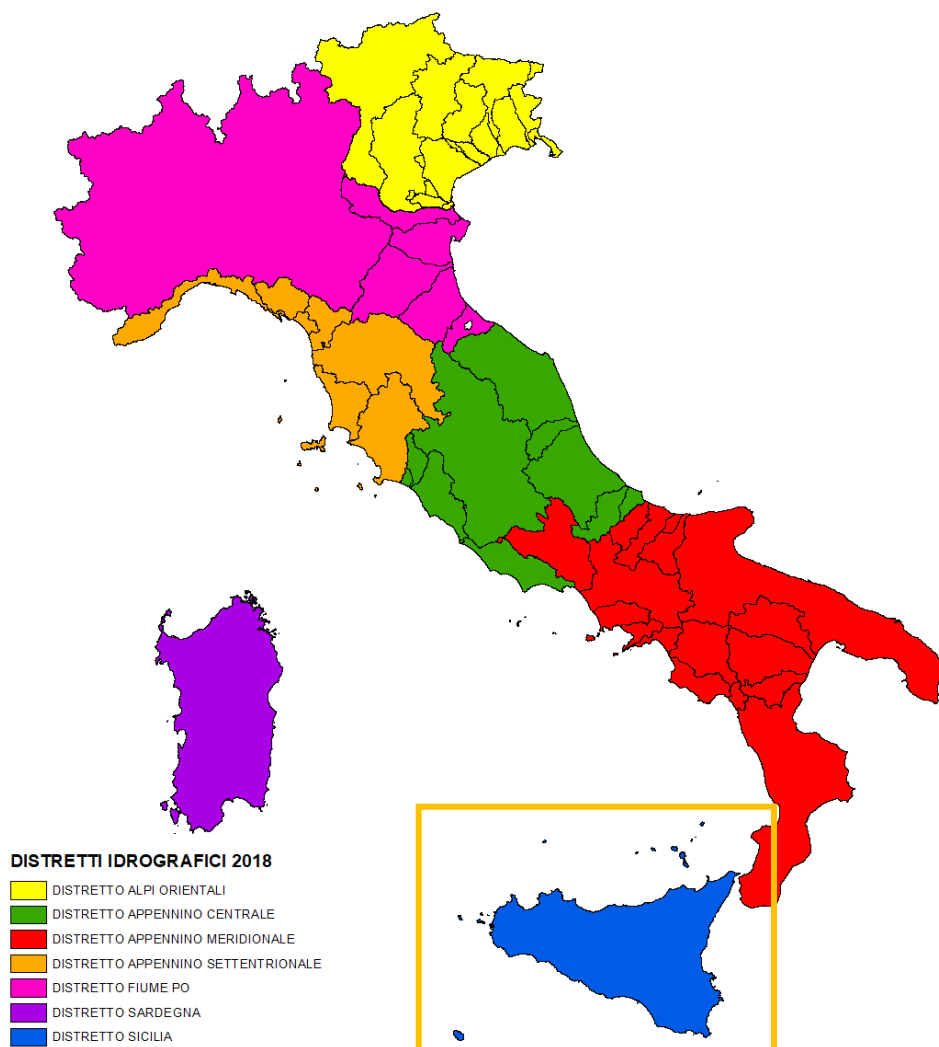 DISTRETTI IDROGRAFICI 2018
DISTRETTO ALPI ORIENTALI
DISTRETTO APPENNINO CENTRALE
DISTRETTO APPENNINO MERIDIONALE
DISTRETTO APPENNINO SETTENTRIONALE
DISTRETTO FIUME PO
DISTRETTO SARDEGNA
DISTRETTO SICILIA